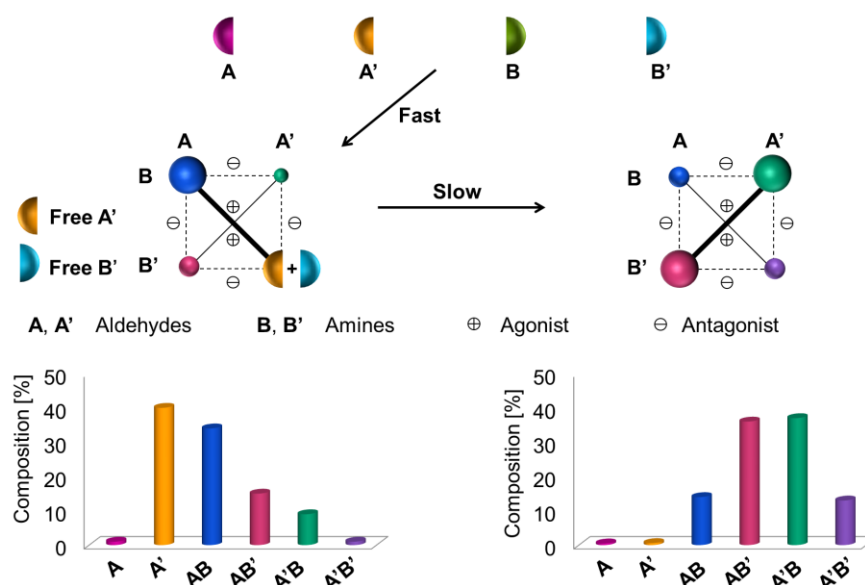 A A’ B B’
Fast
A A’ A A’
B B
Slow
⊖ ⊖
⊖ ⊕ ⊖ ⊖ ⊕ ⊖
Free A’ ⊕ ⊕
Free B’ B’ + B’
⊖ ⊖
A, A’ Aldehydes B, B’ Amines ⊕ Agonist ⊖ Antagonist
Composition [%]
50
40
30
20
10
0
A A’ AB AB’ A’B A’B’
Composition [%]
50
40
30
20
10
0
A A’ AB AB’ A’B A’B’